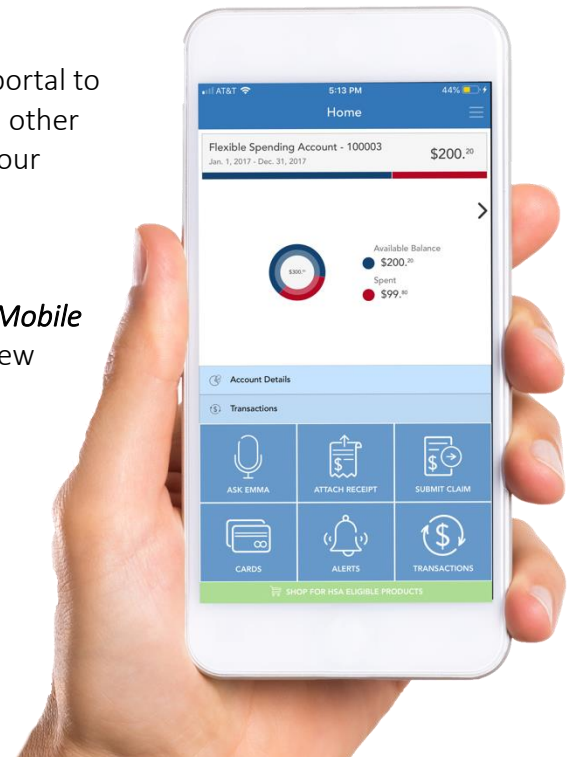 portal to
other
our
Mobile
ew
AT&T 5:13 PM 44%
Home
Flexible Spending Account - 100003 $200.20
Jan. 1, 2017 - Dec. 31, 2017
Available Balance
$200.20
Spent
$99.80
Account Details
Transactions
ASK EMMA ATTACH RECEIPT SUBMIT CLAIM
CARDS ALERTS TRANSACTIONS
SHOP FOR HSA ELIGIBLE PRODUCTS